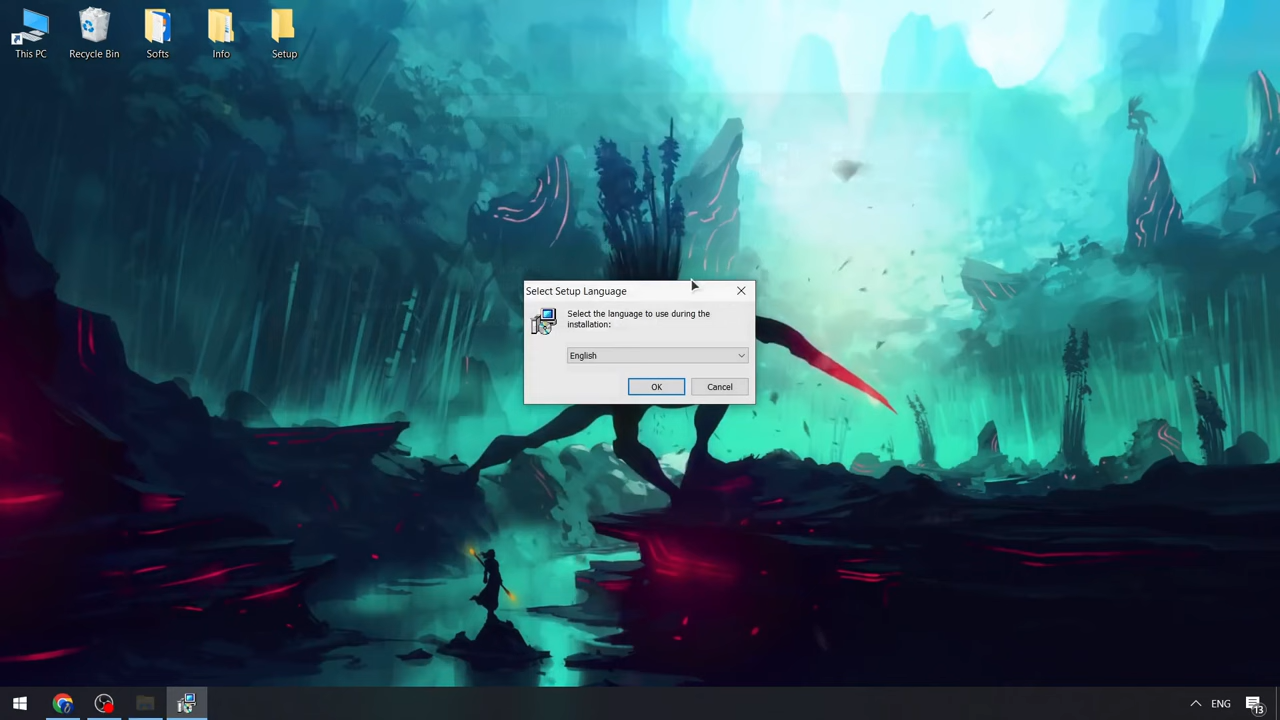 This PC
Recycle Bin
Softs
Info
Setup
Select Setup Language
Select the language to use during the
installation:
English
OK
Cancel
ENG
13